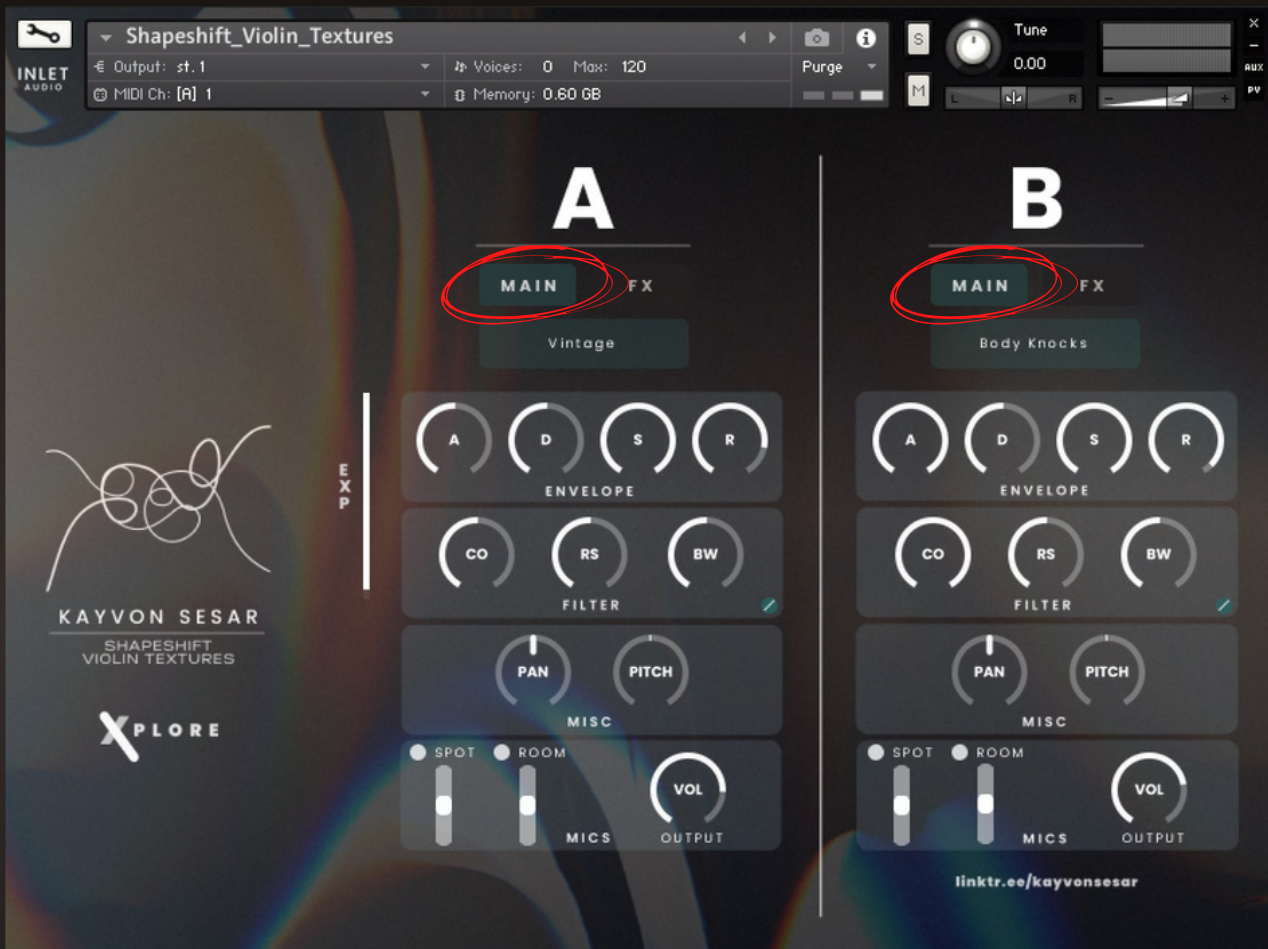 INLET
AUDIO
Shapeshift_Violin_Textures
Output: st.1
Voices: 0 Max: 120
Purge
MIDI Ch: [A] 1
Memory: 0.60 GB
S
M
Tune
0.00
L R
- +
×
–
AUX
PV
A
MAIN FX
Vintage
A D S R
ENVELOPE
CO RS BW
FILTER
PAN PITCH
MISC
SPOT ROOM
VOL
MICS OUTPUT
B
MAIN FX
Body Knocks
A D S R
ENVELOPE
CO RS BW
FILTER
PAN PITCH
MISC
SPOT ROOM
VOL
MICS OUTPUT
linktr.ee/kayvonsesar
EXP
KAYVON SESAR
SHAPESHIFT
VIOLIN TEXTURES
XPLORE